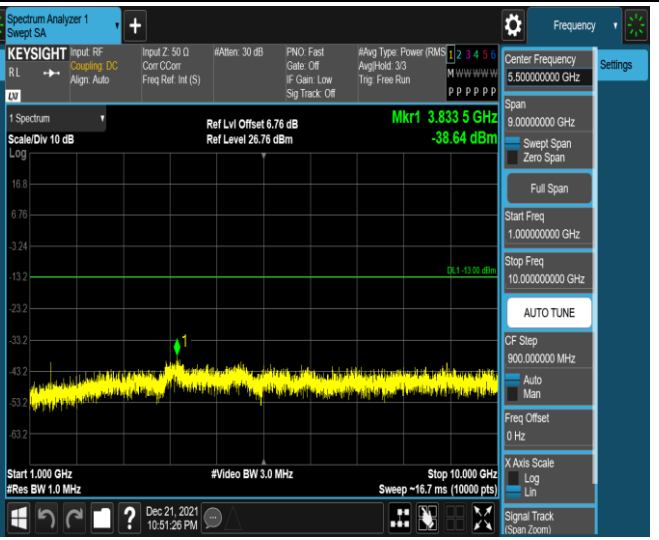 Spectrum Analyzer 1
Swept SA
+
Frequency
KEYSIGHT
RL
LXI
Input: RF
Coupling: DC
Align: Auto
Input Z: 50 Ω
Corr CCorr
Freq Ref: Int (S)
#Atten: 30 dB
PNO: Fast
Gate: Off
IF Gain: Low
Sig Track: Off
#Avg Type: Power (RMS
Avg|Hold: 3/3
Trig: Free Run
1 2 3 4 5 6
M W W W W W
P P P P P P
1 Spectrum
Scale/Div 10 dB
Log
Ref Lvl Offset 6.76 dB
Ref Level 26.76 dBm
Mkr1 3.833 5 GHz
-38.64 dBm
16.8
6.76
-3.24
-13.2
-23.2
-33.2
-43.2
-53.2
-63.2
DL1 -13.00 dBm
1
Start 1.000 GHz
#Res BW 1.0 MHz
#Video BW 3.0 MHz
Stop 10.000 GHz
Sweep ~16.7 ms (10000 pts)
Center Frequency
5.500000000 GHz
Settings
Span
9.00000000 GHz
Swept Span
Zero Span
Full Span
Start Freq
1.000000000 GHz
Stop Freq
10.000000000 GHz
AUTO TUNE
CF Step
900.000000 MHz
Auto
Man
Freq Offset
0 Hz
X Axis Scale
Log
Lin
Signal Track
(Span Zoom)
?
Dec 21, 2021
10:51:26 PM